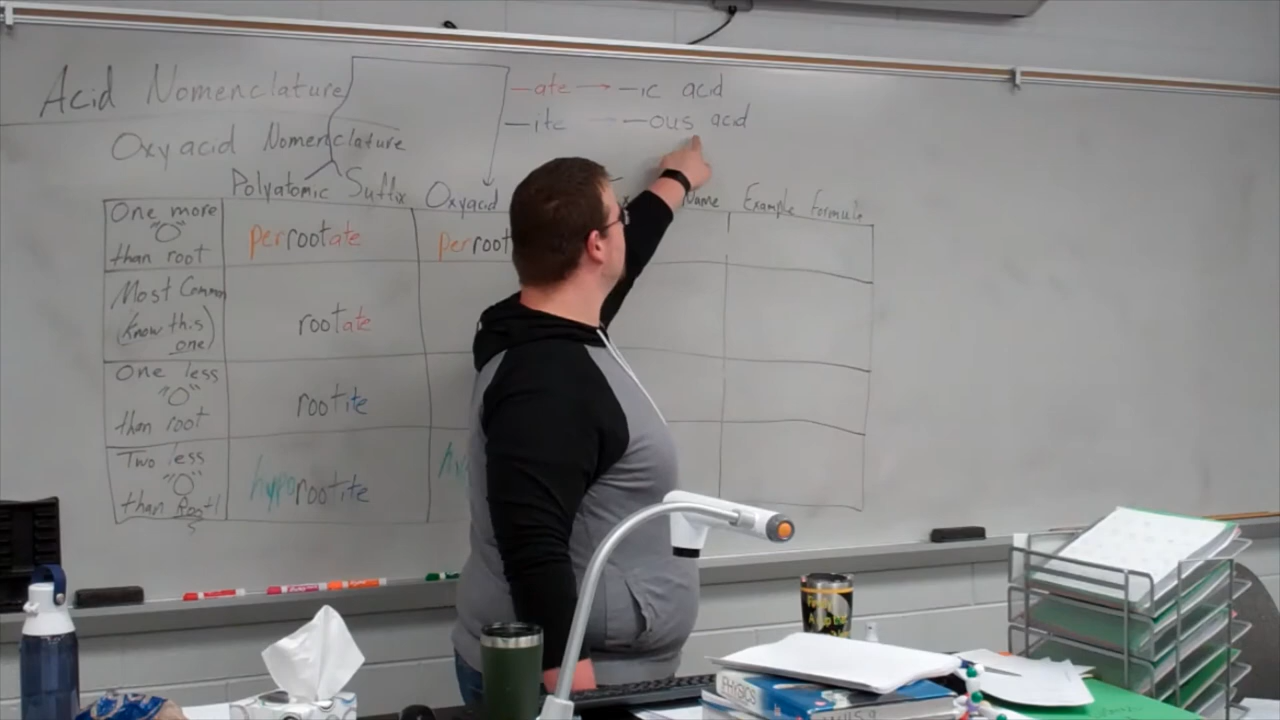 Acid Nomenclature
-ate → -ic acid
-ite -ous acid
Oxyacid Nomenclature
Polyatomic Suffix Oxyacid Name Example Formula
One more
"O"
than root
perrootate
perroot
Most Common
(Know this
one)
rootate
One less
"O"
than root
rootite
Two less
"O"
than Root!
hyporootite
PHYSICS